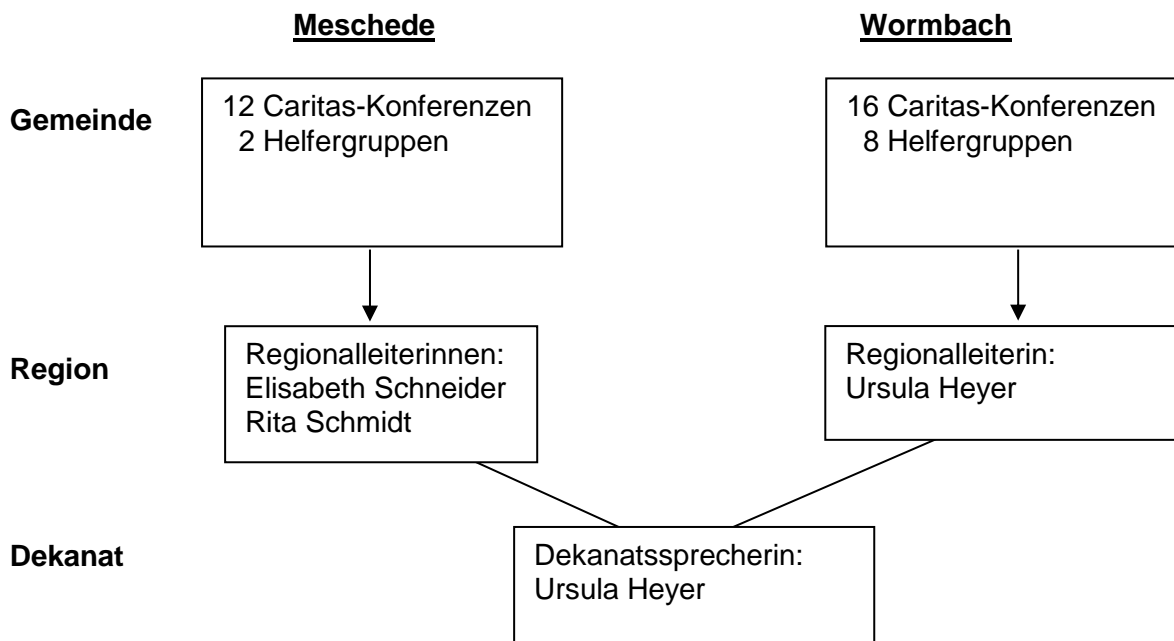 Meschede
Wormbach
Gemeinde
12 Caritas-Konferenzen
2 Helfergruppen
16 Caritas-Konferenzen
8 Helfergruppen
Region
Regionalleiterinnen:
Elisabeth Schneider
Rita Schmidt
Regionalleiterin:
Ursula Heyer
Dekanat
Dekanatssprecherin:
Ursula Heyer